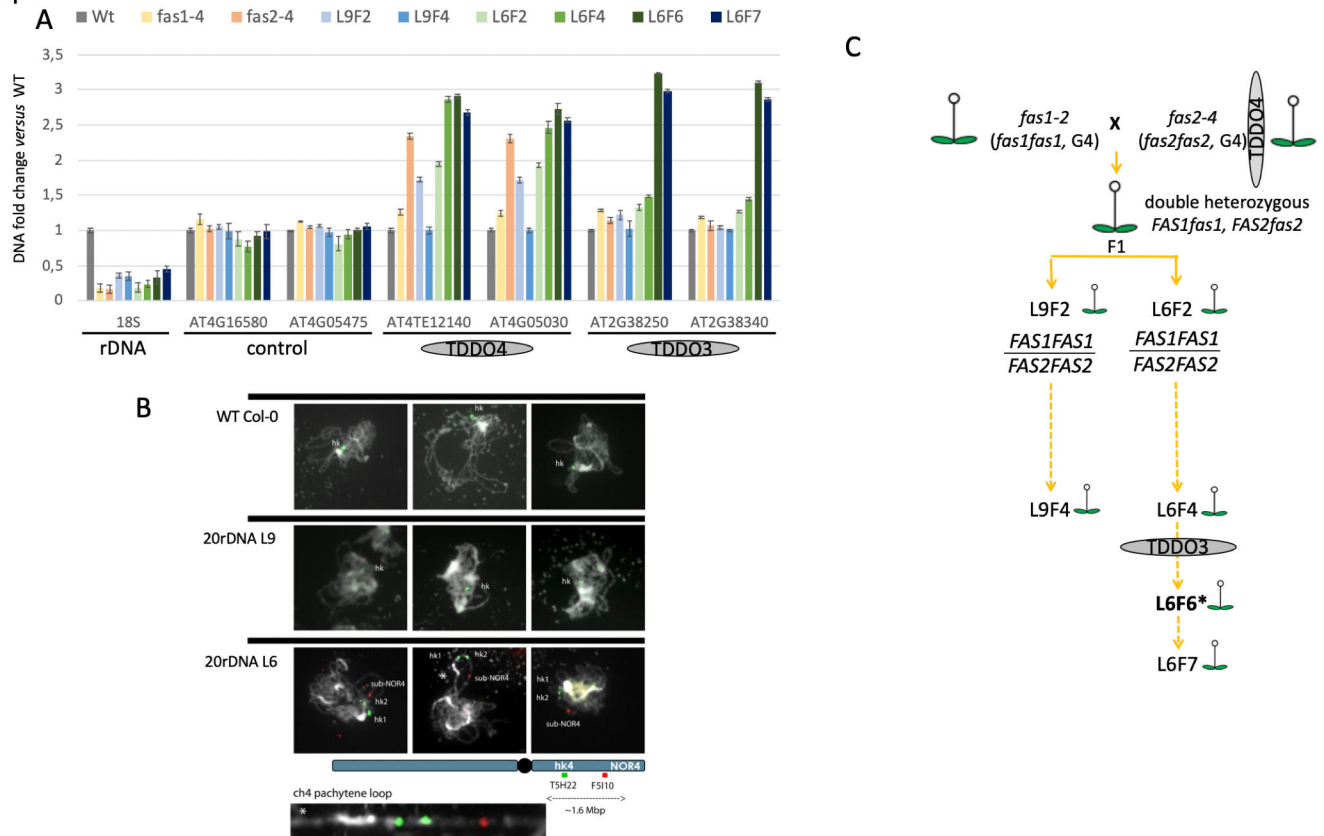 A
Wt fas1-4 fas2-4 L9F2 L9F4 L6F2 L6F4 L6F6 L6F7
DNA fold change versus WT
3,5
3
2,5
2
1,5
1
0,5
0
18S AT4G16580 AT4G05475 AT4TE12140 AT4G05030 AT2G38250 AT2G38340
rDNA control TDDO4 TDDO3
B
WT Col-0
hk
hk
hk
20rDNA L9
hk
hk
hk
20rDNA L6
sub-NOR4
hk2
hk1
hk1 hk2
*
sub-NOR4
hk1
hk2
sub-NOR4
hk4 NOR4
T5H22 F5I10
<---------------------->
~1.6 Mbp
ch4 pachytene loop
*
C
fas1-2
(fas1fas1, G4)
X
fas2-4
(fas2fas2, G4)
TDDO4
double heterozygous
FAS1fas1, FAS2fas2
F1
L9F2 L6F2
FAS1FAS1
FAS2FAS2
FAS1FAS1
FAS2FAS2
L9F4 L6F4
TDDO3
L6F6*
L6F7